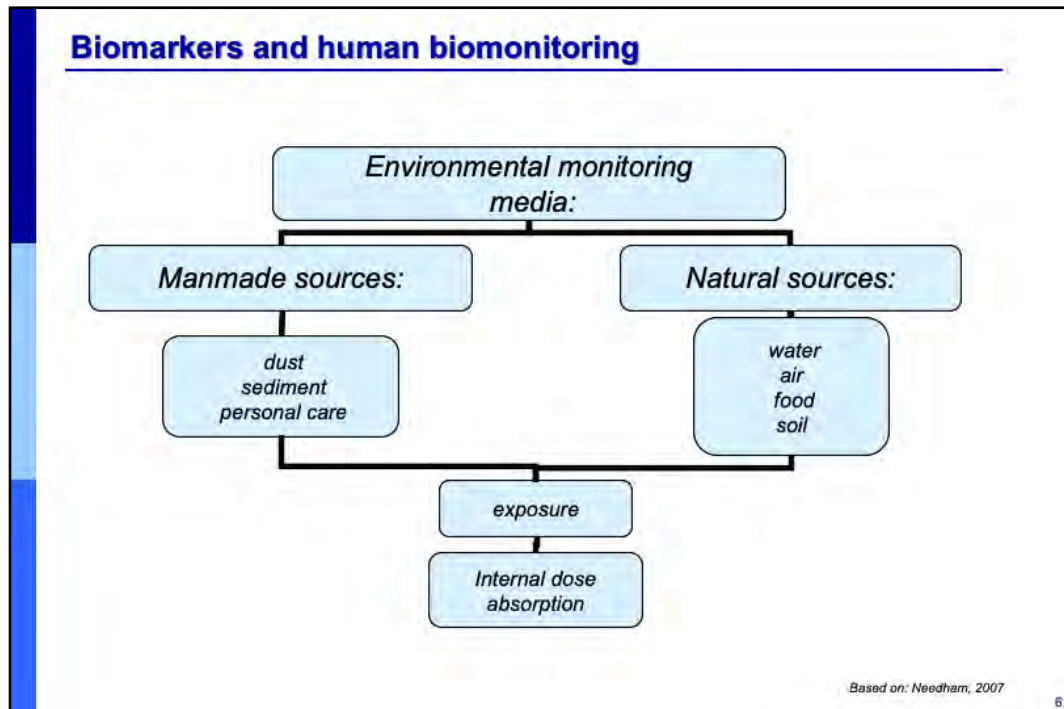 Biomarkers and human biomonitoring
Environmental monitoring
media:
Manmade sources:
Natural sources:
dust
sediment
personal care
water
air
food
soil
exposure
Internal dose
absorption
Based on: Needham, 2007
6